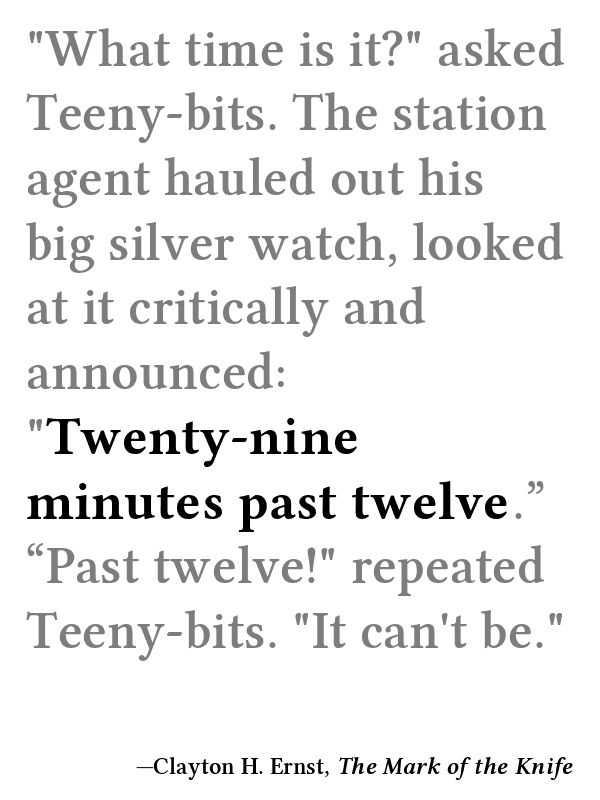 "What time is it?" asked
Teeny-bits. The station
agent hauled out his
big silver watch, looked
at it critically and
announced:
"Twenty-nine
minutes past twelve.”
“Past twelve!" repeated
Teeny-bits. "It can't be."
—Clayton H. Ernst, The Mark of the Knife